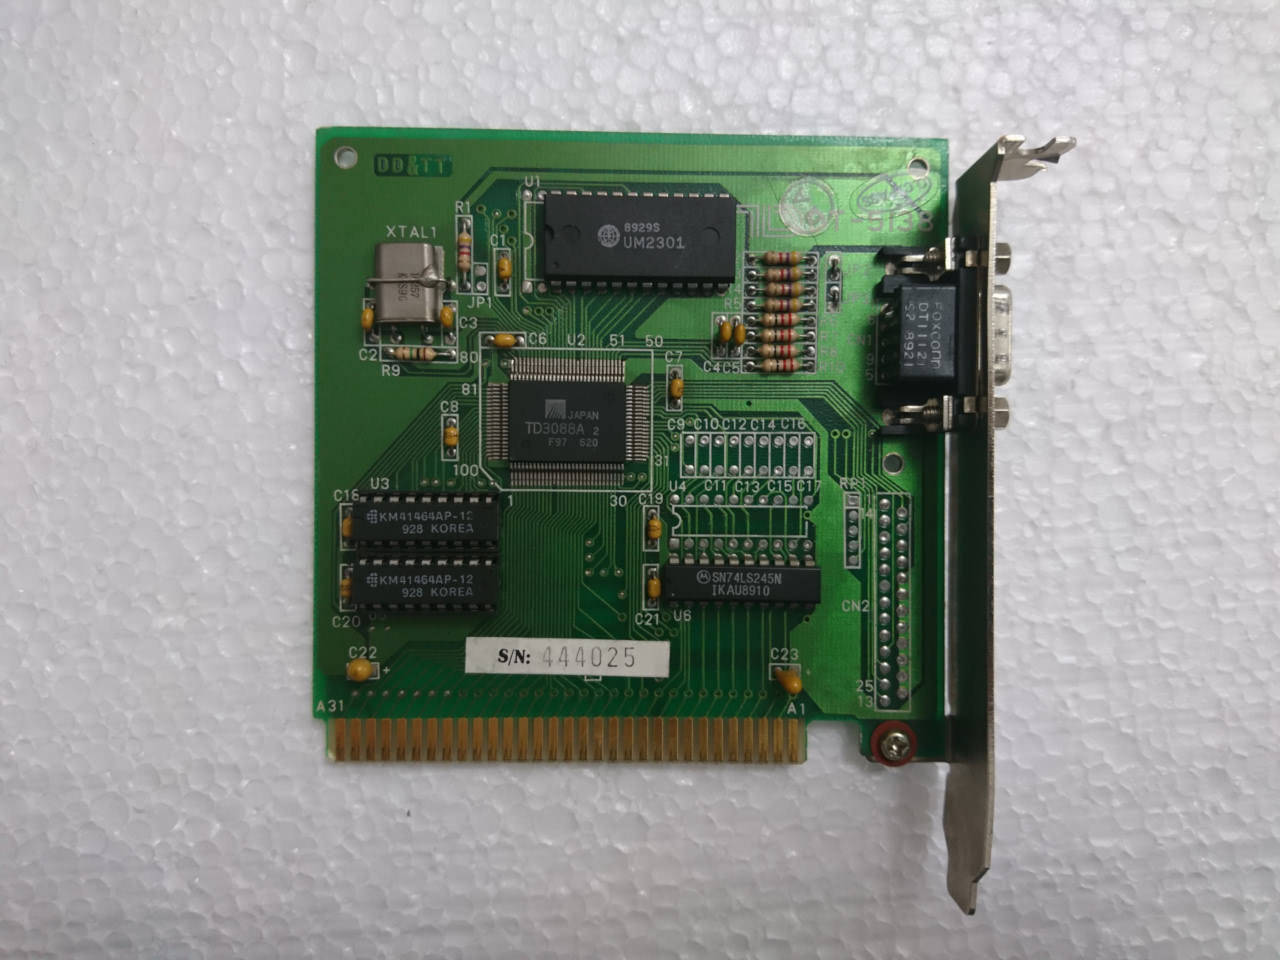 DD&TT
U1
8929S
UM2301
R1
C1
XTAL1
JP1
C3
C2
R9
80
C6
U2
51
50
R5
C4
C5
C7
FOXCONN
81
JAPAN
TD3088A 2
F97 620
C8
100
1
30
31
C9
C10
C12
C14
C16
C11
C13
C15
C17
U4
U3
C18
KM41464AP-12
928 KOREA
KM41464AP-12
928 KOREA
C20
C19
C21
SN74LS245N
IKAU8910
U6
RP1
14
CN2
25
13
S/N: 444025
C22
+
C23
A31
A1